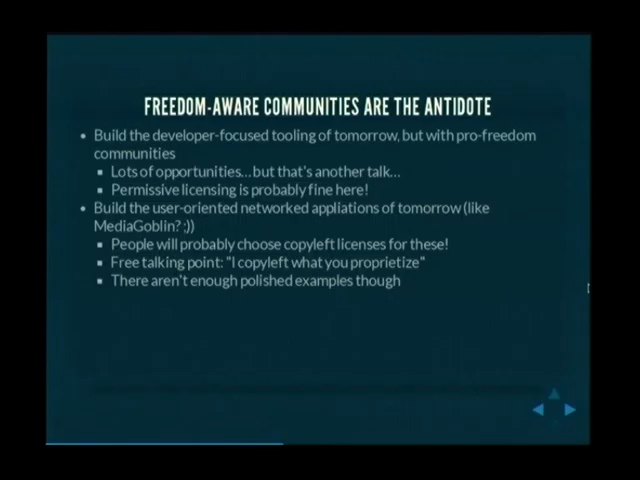 FREEDOM-AWARE COMMUNITIES ARE THE ANTIDOTE
• Build the developer-focused tooling of tomorrow, but with pro-freedom
communities
▪ Lots of opportunities...but that's another talk...
▪ Permissive licensing is probably fine here!
• Build the user-oriented networked appliations of tomorrow (like
MediaGoblin? ;))
▪ People will probably choose copyleft licenses for these!
▪ Free talking point: "I copyleft what you proprietize"
▪ There aren't enough polished examples though